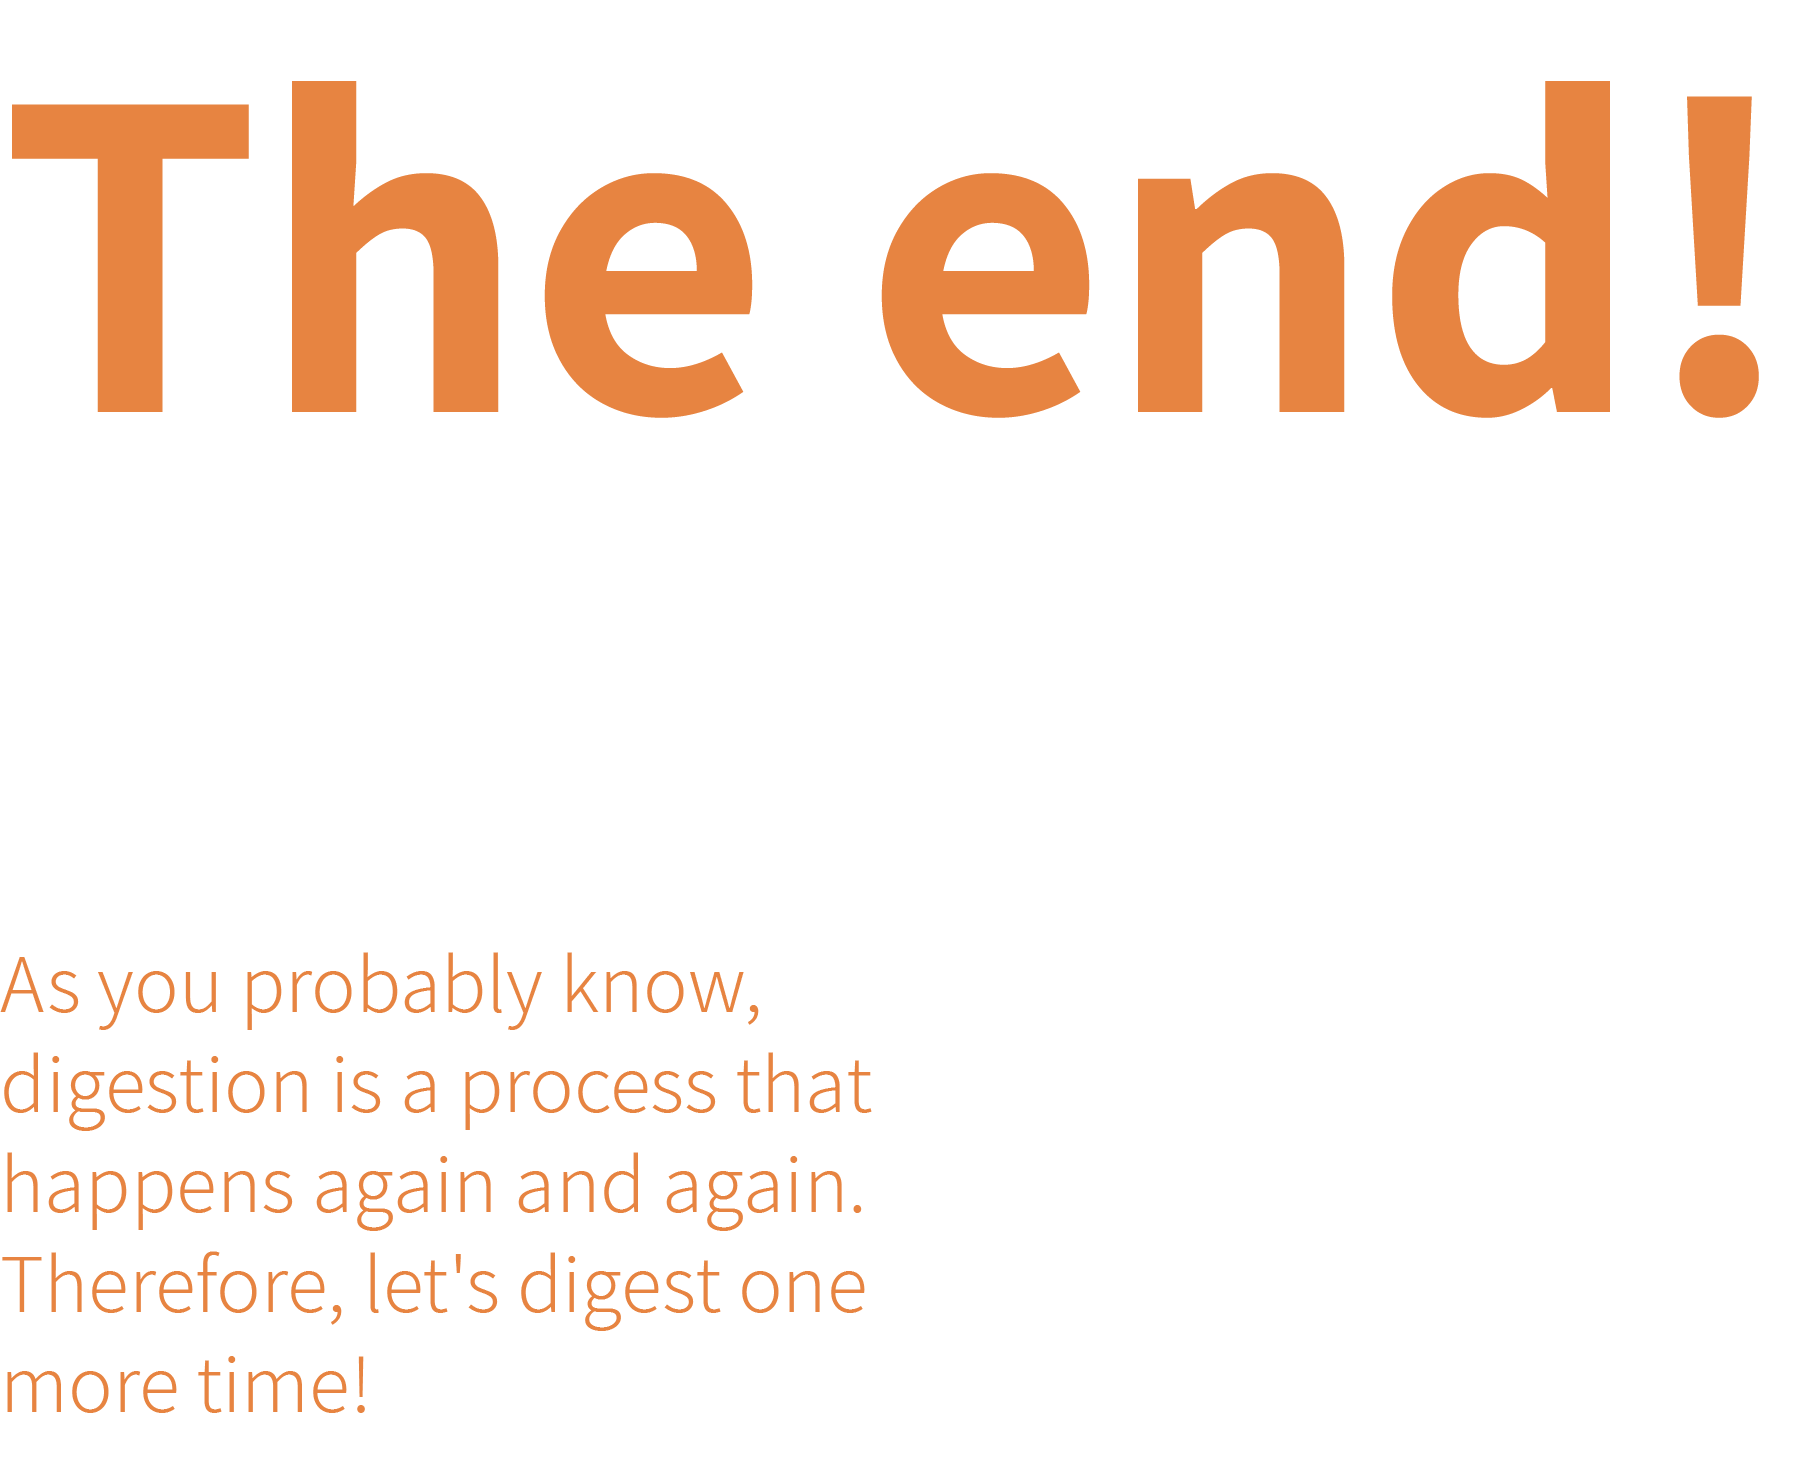 The end!
As you probably know,
digestion is a process that
happens again and again.
Therefore, let's digest one
more time!